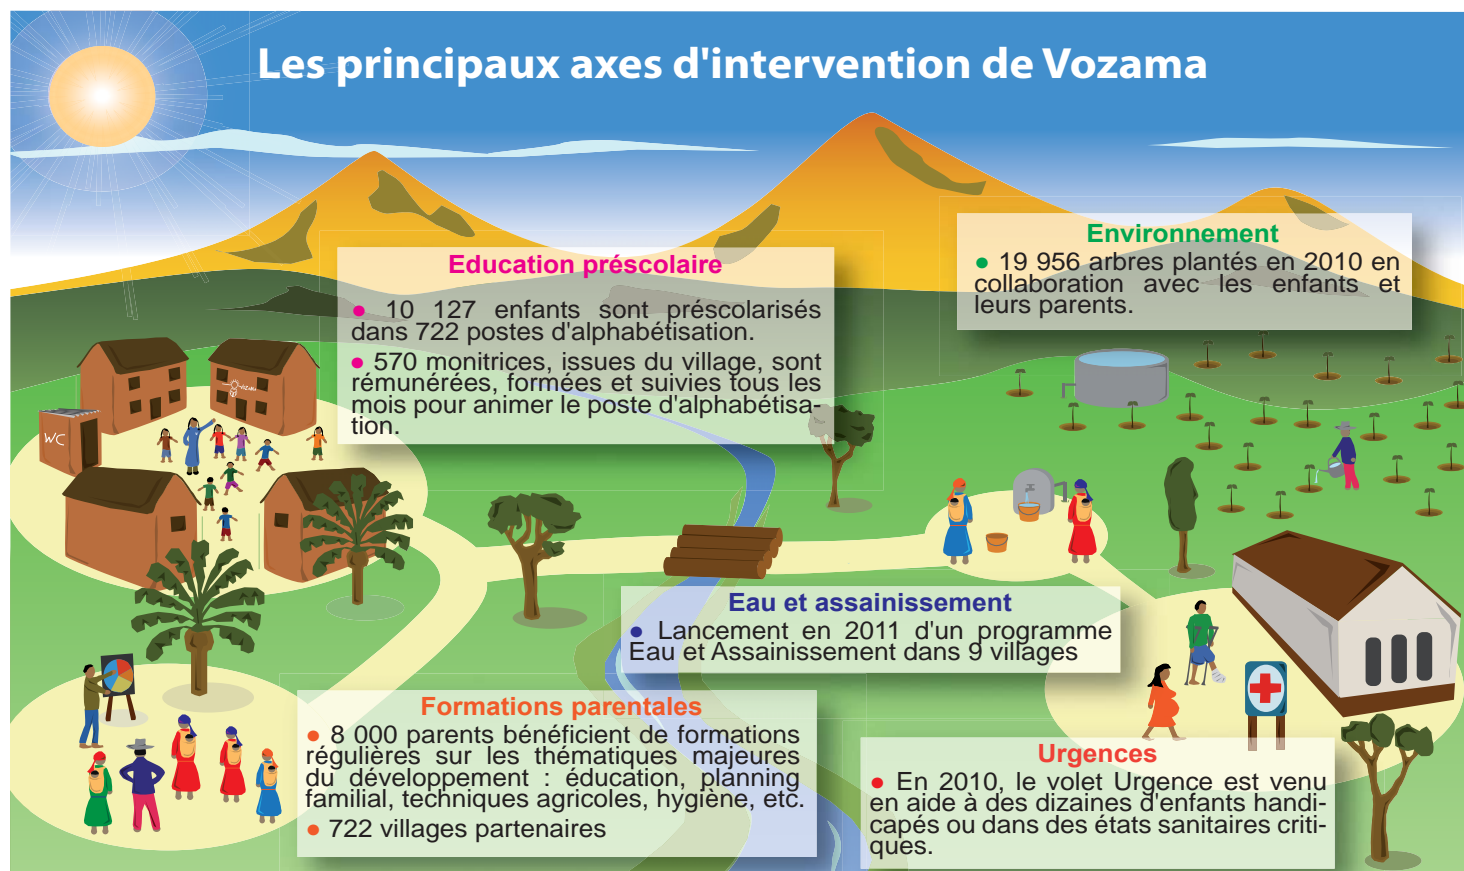 Les principaux axes d'intervention de Vozama
Environnement
● 19 956 arbres plantés en 2010 en
collaboration avec les enfants et
leurs parents.
Education préscolaire
● 10 127 enfants sont préscolarisés
dans 722 postes d'alphabétisation.
● 570 monitrices, issues du village, sont
rémunérées, formées et suivies tous les
mois pour animer le poste d'alphabétisa-
tion.
WC
Eau et assainissement
● Lancement en 2011 d'un programme
Eau et Assainissement dans 9 villages
Formations parentales
● 8 000 parents bénéficient de formations
régulières sur les thématiques majeures
du développement : éducation, planning
familial, techniques agricoles, hygiène, etc.
● 722 villages partenaires
Urgences
● En 2010, le volet Urgence est venu
en aide à des dizaines d'enfants handi-
capés ou dans des états sanitaires criti-
ques.